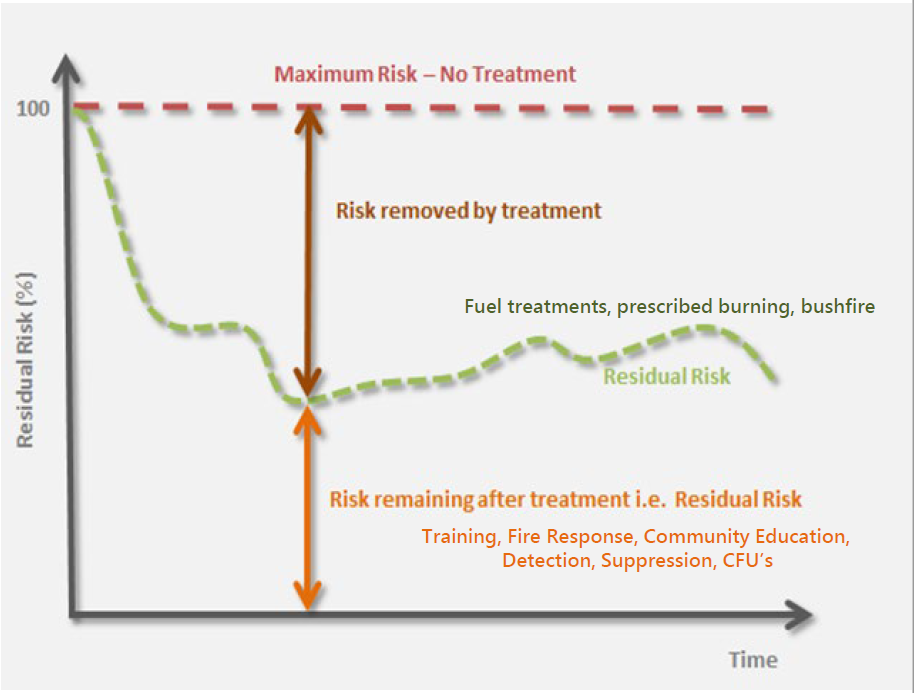 Maximum Risk – No Treatment
100
Risk removed by treatment
Residual Risk (%)
Fuel treatments, prescribed burning, bushfire
Residual Risk
Risk remaining after treatment i.e. Residual Risk
Training, Fire Response, Community Education,
Detection, Suppression, CFU's
Time